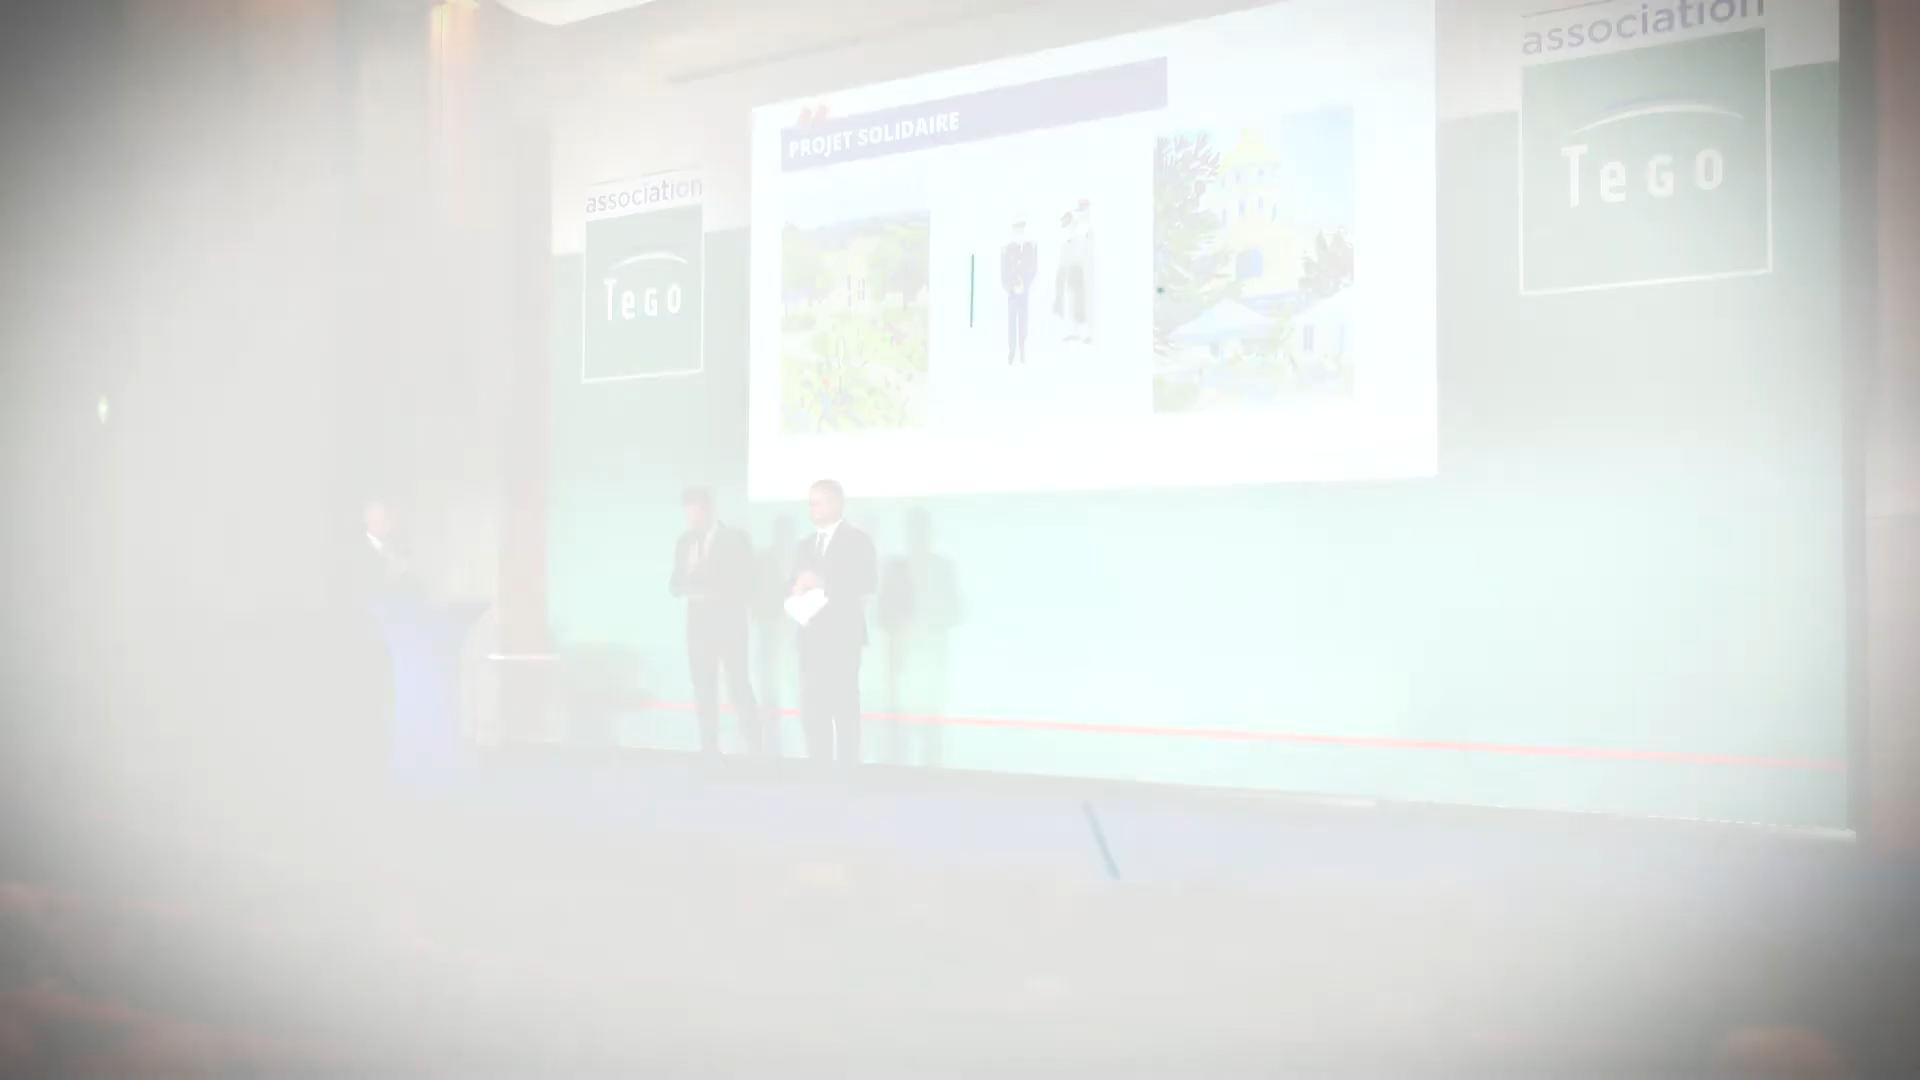 association
TEGO
PROJET SOLIDAIRE
association
TEGO